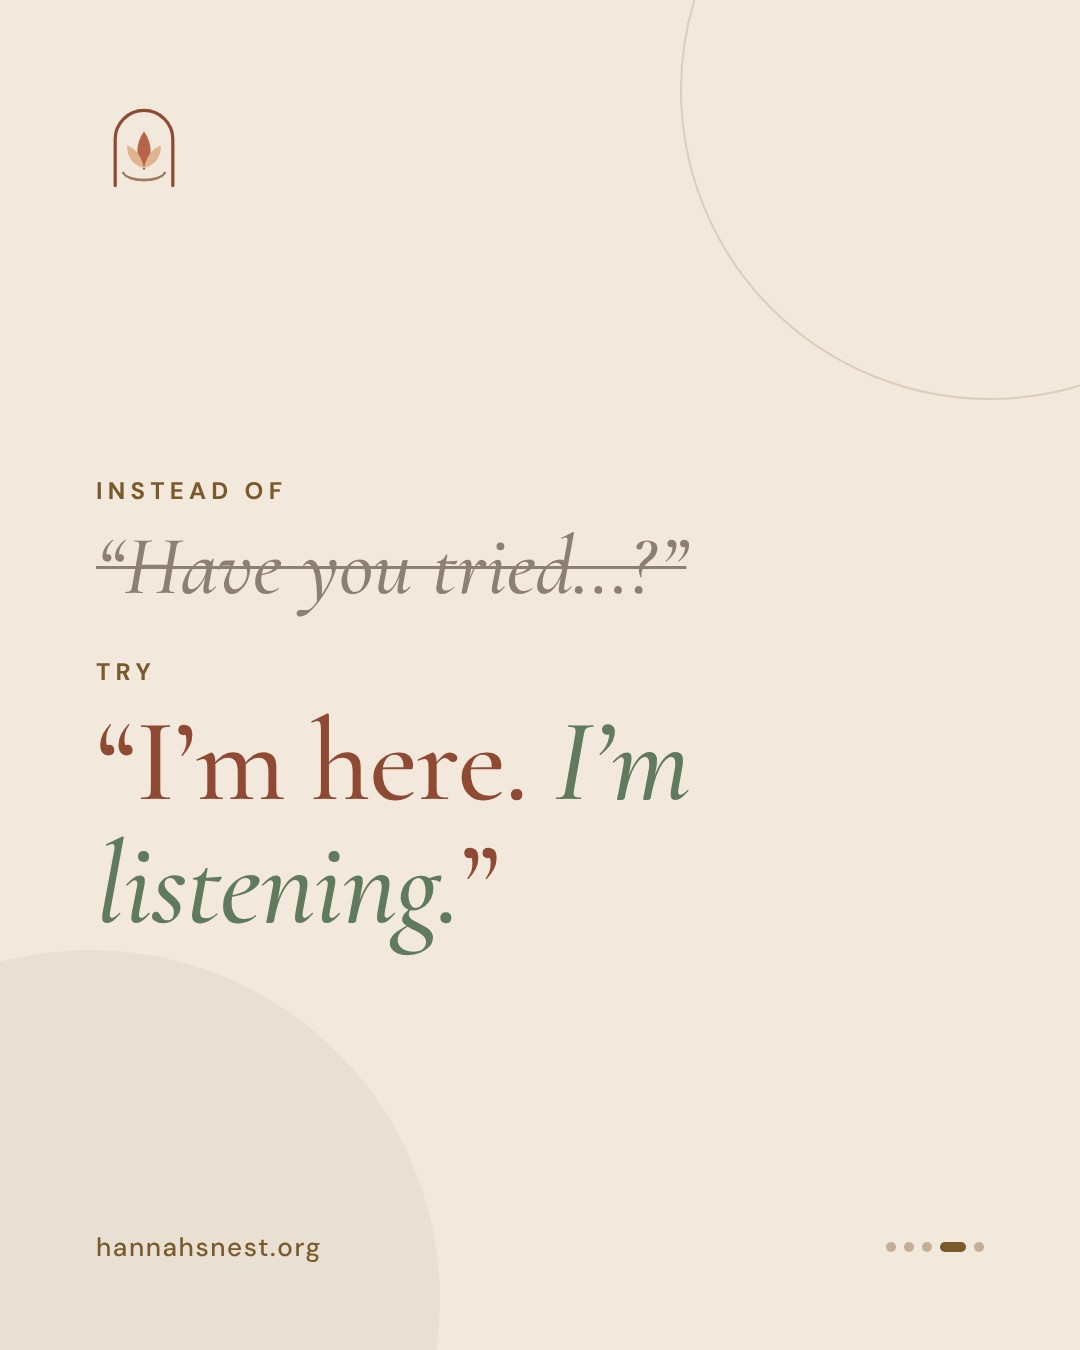 INSTEAD OF
“Have you tried...?”
TRY
“I’m here. I’m
listening.”
hannahsnest.org